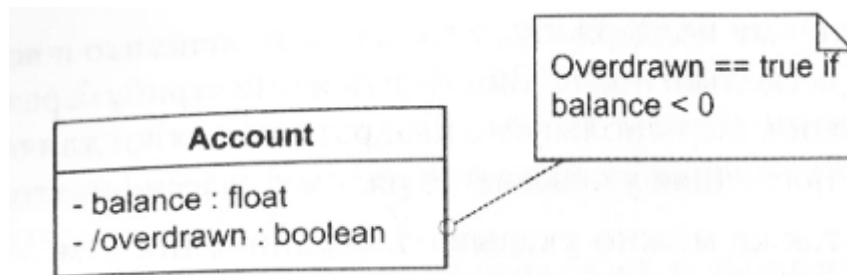 Overdrawn == true if
balance < 0
Account
- balance : float
- /overdrawn : boolean